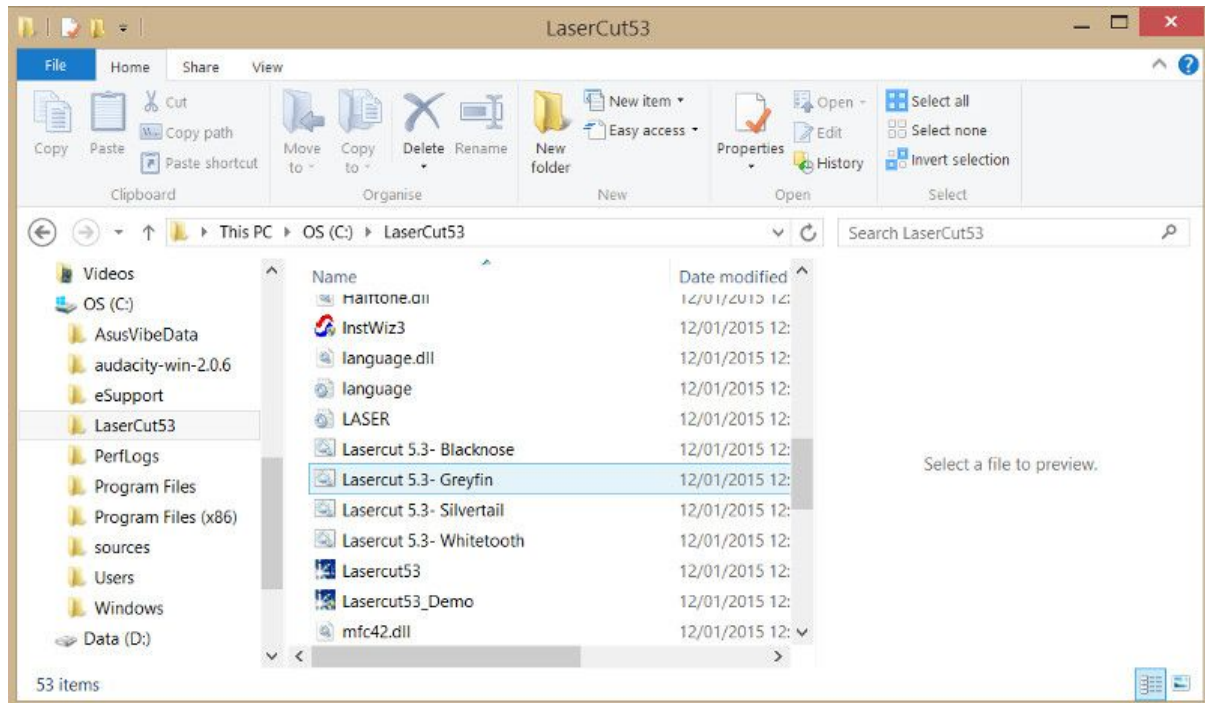 LaserCut53
File Home Share View
Copy
Paste
Cut
Copy path
Paste shortcut
Clipboard
Move to
Copy to
Delete
Rename
Organise
New folder
New item
Easy access
New
Properties
Open
Edit
History
Open
Select all
Select none
Invert selection
Select
This PC OS (C:) LaserCut53
Search LaserCut53
Videos
OS (C:)
AsusVibeData
audacity-win-2.0.6
eSupport
LaserCut53
PerfLogs
Program Files
Program Files (x86)
sources
Users
Windows
Data (D:)
Name Date modified
Halftone.dll 12/01/2015 12:
InstWiz3 12/01/2015 12:
language.dll 12/01/2015 12:
language 12/01/2015 12:
LASER 12/01/2015 12:
Lasercut 5.3- Blacknose 12/01/2015 12:
Lasercut 5.3- Greyfin 12/01/2015 12:
Lasercut 5.3- Silvertail 12/01/2015 12:
Lasercut 5.3- Whitetooth 12/01/2015 12:
Lasercut53 12/01/2015 12:
Lasercut53_Demo 12/01/2015 12:
mfc42.dll 12/01/2015 12:
Select a file to preview.
53 items